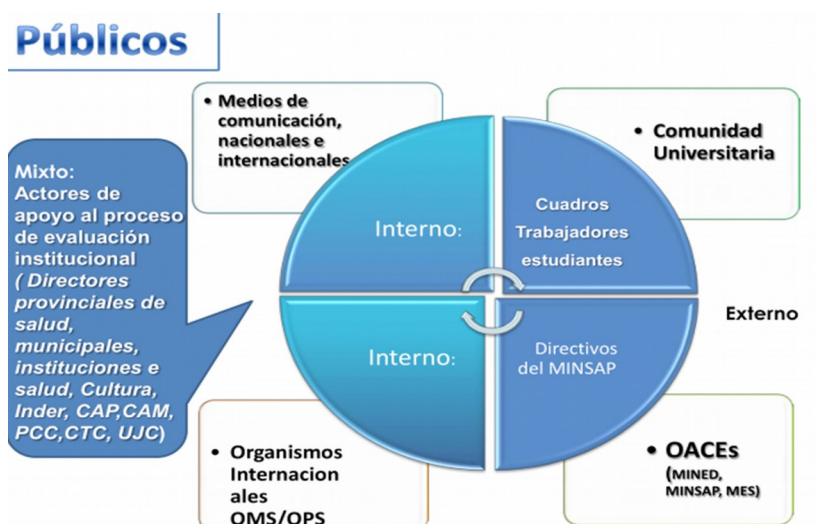 Públicos
• Medios de
comunicación,
nacionales e
internacionales
• Comunidad
Universitaria
Mixto:
Actores de
apoyo al proceso
de evaluación
institucional
( Directores
provinciales de
salud,
municipales,
instituciones e
salud, Cultura,
Inder, CAP,CAM,
PCC,CTC, UJC)
Interno:
Cuadros
Trabajadores
estudiantes
Externo
Interno:
Directivos
del MINSAP
• Organismos
Internacion
ales
OMS/OPS
• OACEs
(MINED,
MINSAP, MES)